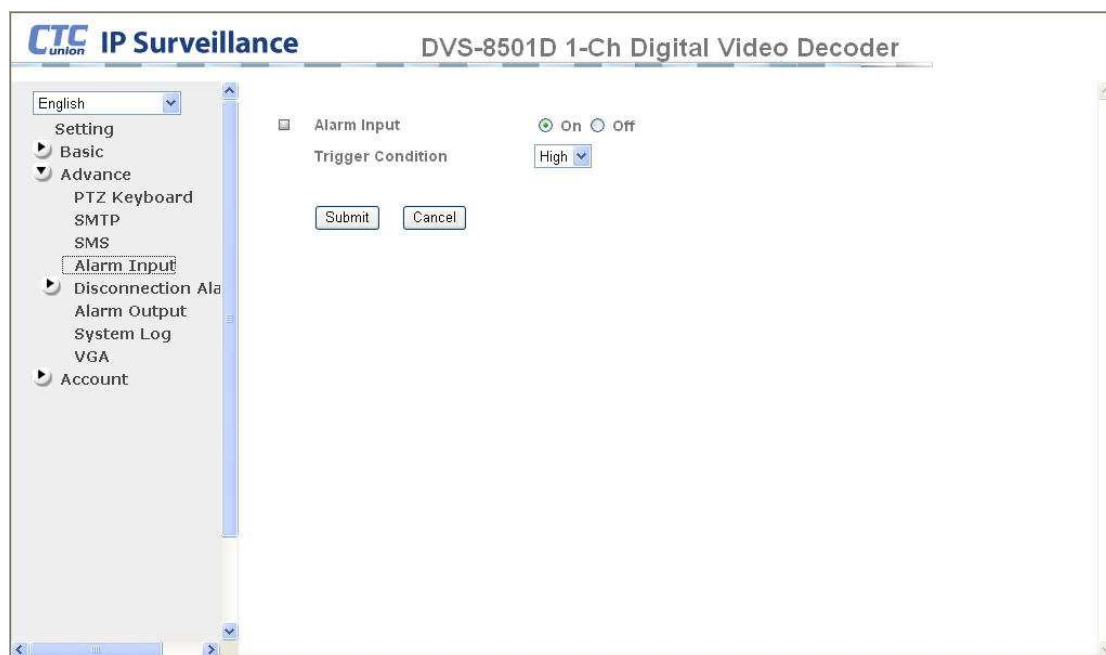 CTC union IP Surveillance
DVS-8501D 1-Ch Digital Video Decoder
English
Setting
Basic
Advance
PTZ Keyboard
SMTP
SMS
Alarm Input
Disconnection Ala
Alarm Output
System Log
VGA
Account
Alarm Input On Off
Trigger Condition High
Submit Cancel